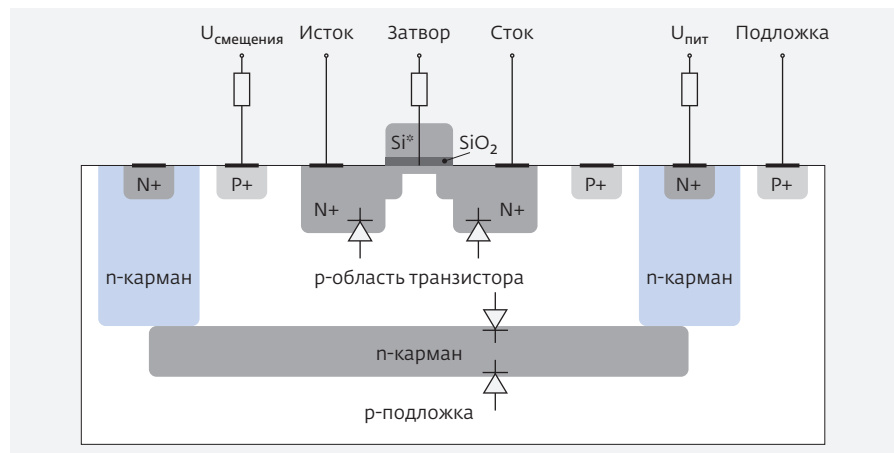 Uсмещения Исток Затвор Сток Uпит Подложка
Si* SiO₂
N+ P+ P+ N+ P+
N+ N+
n-карман p-область транзистора n-карман
n-карман
p-подложка